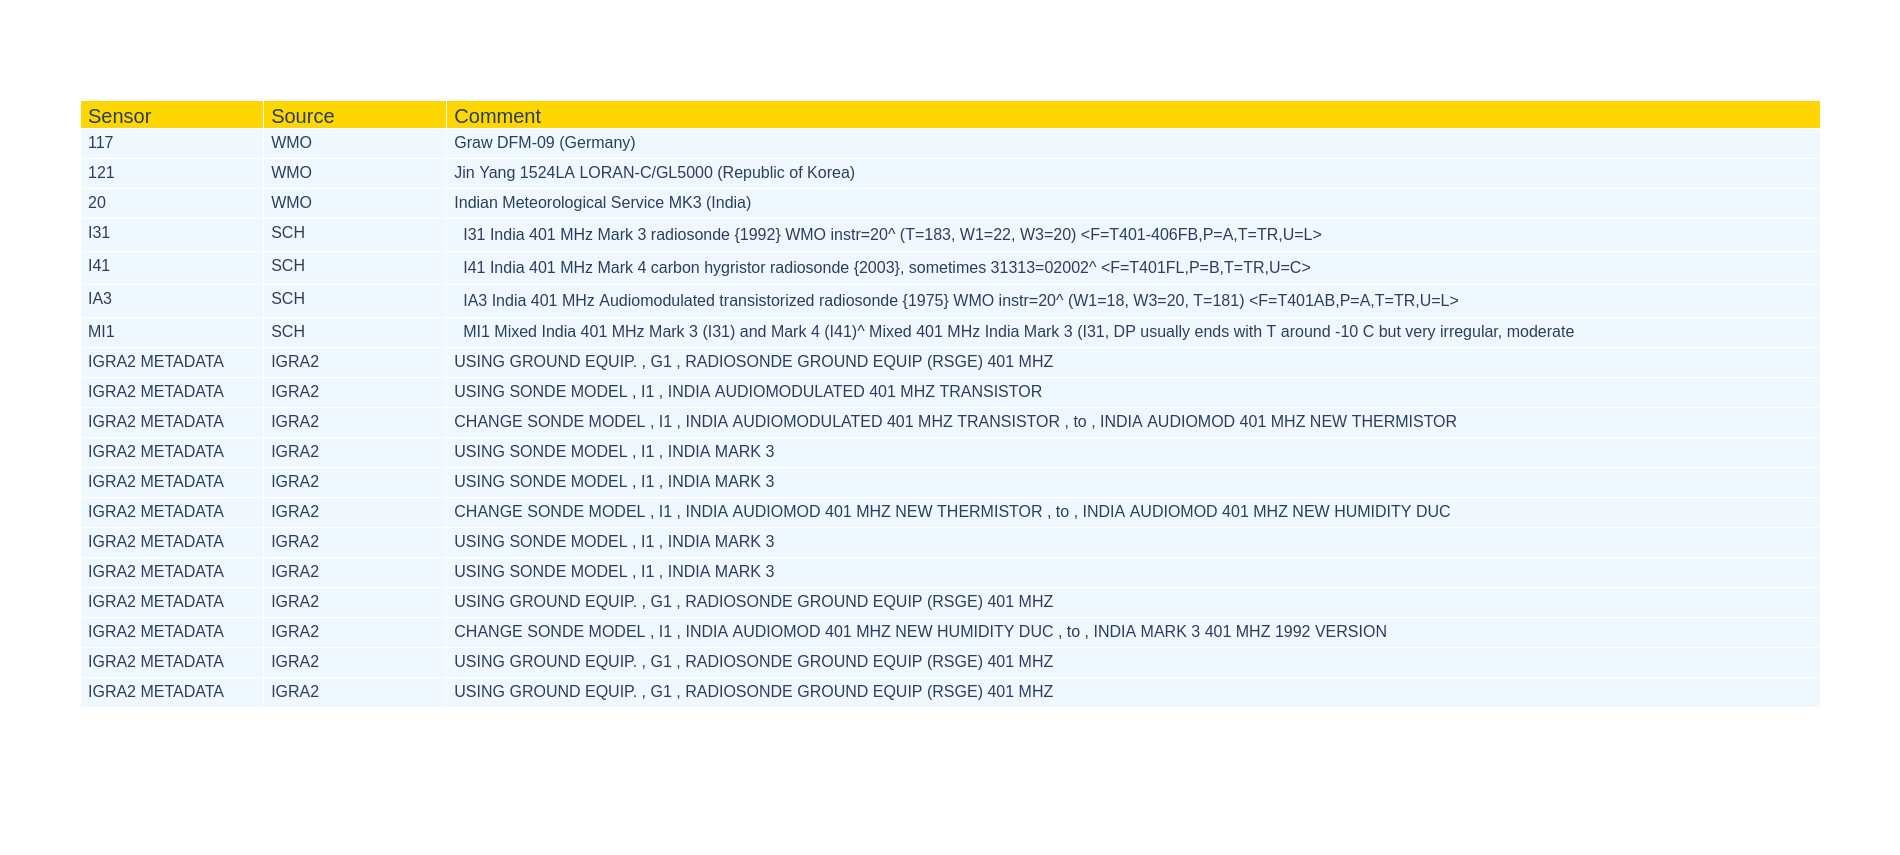 Sensor Source Comment
117 WMO Graw DFM-09 (Germany)
121 WMO Jin Yang 1524LA LORAN-C/GL5000 (Republic of Korea)
20 WMO Indian Meteorological Service MK3 (India)
I31 SCH I31 India 401 MHz Mark 3 radiosonde {1992} WMO instr=20^ (T=183, W1=22, W3=20) <F=T401-406FB,P=A,T=TR,U=L>
I41 SCH I41 India 401 MHz Mark 4 carbon hygristor radiosonde {2003}, sometimes 31313=02002^ <F=T401FL,P=B,T=TR,U=C>
IA3 SCH IA3 India 401 MHz Audiomodulated transistorized radiosonde {1975} WMO instr=20^ (W1=18, W3=20, T=181) <F=T401AB,P=A,T=TR,U=L>
MI1 SCH MI1 Mixed India 401 MHz Mark 3 (I31) and Mark 4 (I41)^ Mixed 401 MHz India Mark 3 (I31, DP usually ends with T around -10 C but very irregular, moderate
IGRA2 METADATA IGRA2 USING GROUND EQUIP. , G1 , RADIOSONDE GROUND EQUIP (RSGE) 401 MHZ
IGRA2 METADATA IGRA2 USING SONDE MODEL , I1 , INDIA AUDIOMODULATED 401 MHZ TRANSISTOR
IGRA2 METADATA IGRA2 CHANGE SONDE MODEL , I1 , INDIA AUDIOMODULATED 401 MHZ TRANSISTOR , to , INDIA AUDIOMOD 401 MHZ NEW THERMISTOR
IGRA2 METADATA IGRA2 USING SONDE MODEL , I1 , INDIA MARK 3
IGRA2 METADATA IGRA2 USING SONDE MODEL , I1 , INDIA MARK 3
IGRA2 METADATA IGRA2 CHANGE SONDE MODEL , I1 , INDIA AUDIOMOD 401 MHZ NEW THERMISTOR , to , INDIA AUDIOMOD 401 MHZ NEW HUMIDITY DUC
IGRA2 METADATA IGRA2 USING SONDE MODEL , I1 , INDIA MARK 3
IGRA2 METADATA IGRA2 USING SONDE MODEL , I1 , INDIA MARK 3
IGRA2 METADATA IGRA2 USING GROUND EQUIP. , G1 , RADIOSONDE GROUND EQUIP (RSGE) 401 MHZ
IGRA2 METADATA IGRA2 CHANGE SONDE MODEL , I1 , INDIA AUDIOMOD 401 MHZ NEW HUMIDITY DUC , to , INDIA MARK 3 401 MHZ 1992 VERSION
IGRA2 METADATA IGRA2 USING GROUND EQUIP. , G1 , RADIOSONDE GROUND EQUIP (RSGE) 401 MHZ
IGRA2 METADATA IGRA2 USING GROUND EQUIP. , G1 , RADIOSONDE GROUND EQUIP (RSGE) 401 MHZ